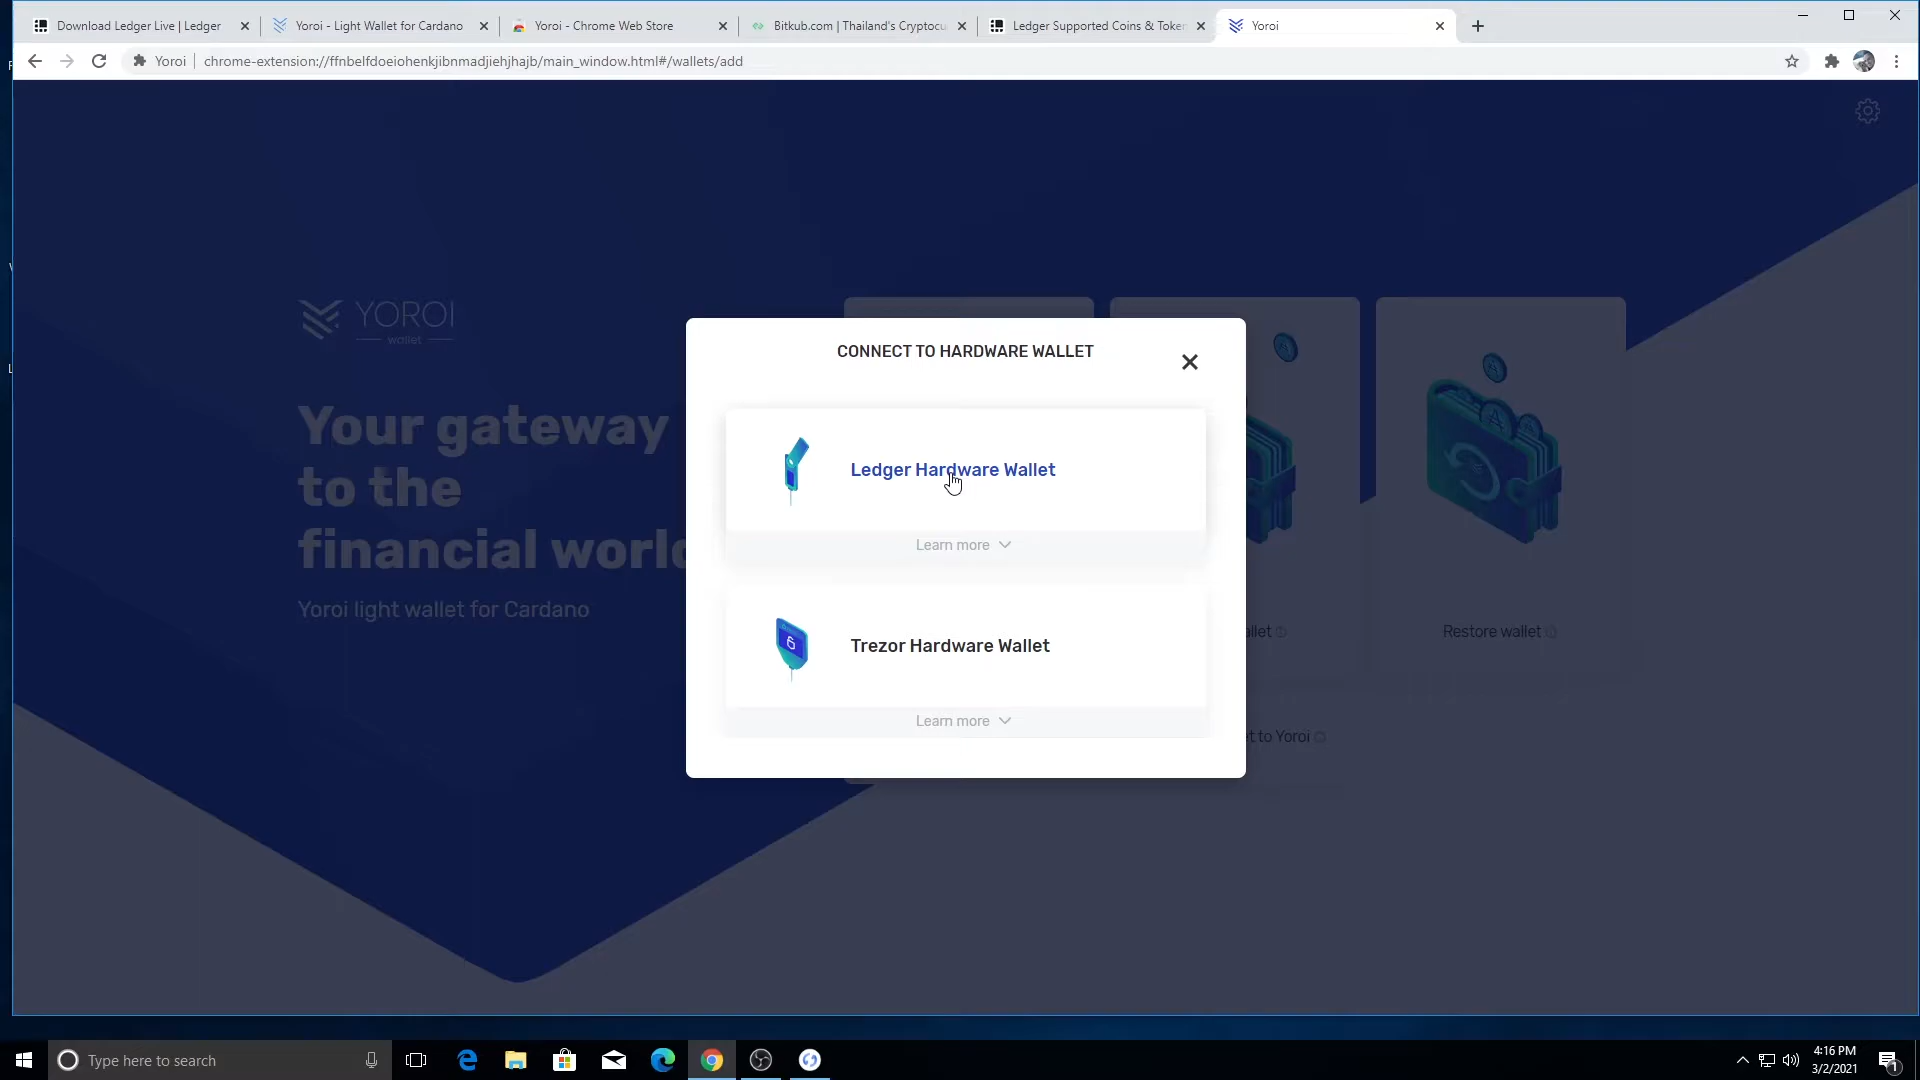 Download Ledger Live | Ledger
Yoroi - Light Wallet for Cardano
Yoroi - Chrome Web Store
Bitkub.com | Thailand's Cryptocu
Ledger Supported Coins & Token
Yoroi
Yoroi
chrome-extension://ffnbelfdoeiohenkjibnmadjiehjhajb/main_window.html#/wallets/add
YOROI
wallet
Your gateway
to the
financial world
Yoroi light wallet for Cardano
CONNECT TO HARDWARE WALLET
Ledger Hardware Wallet
Learn more
Trezor Hardware Wallet
Learn more
Restore wallet
to Yoroi
Type here to search
4:16 PM
3/2/2021
1